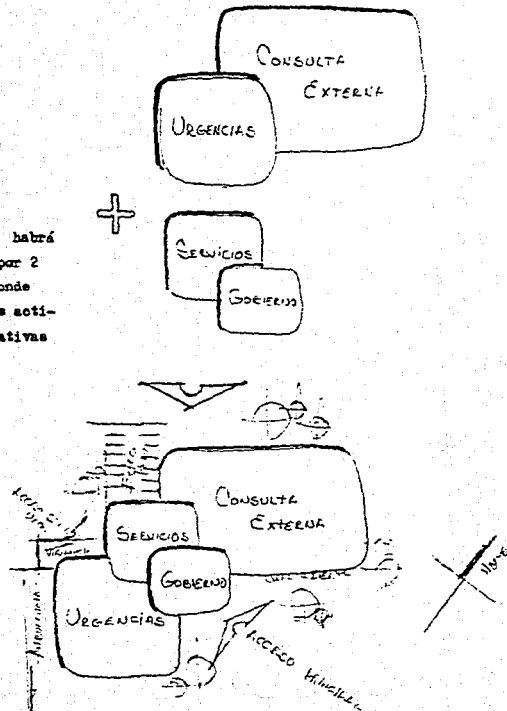 CONSULTA
EXTERNA
URGENCIAS
habrá
por 2
onde
s acti-
ativas
SERVICIOS
GOBIERNO
CONSULTA
EXTERNA
SERVICIOS
GOBIERNO
URGENCIAS
ACCESO